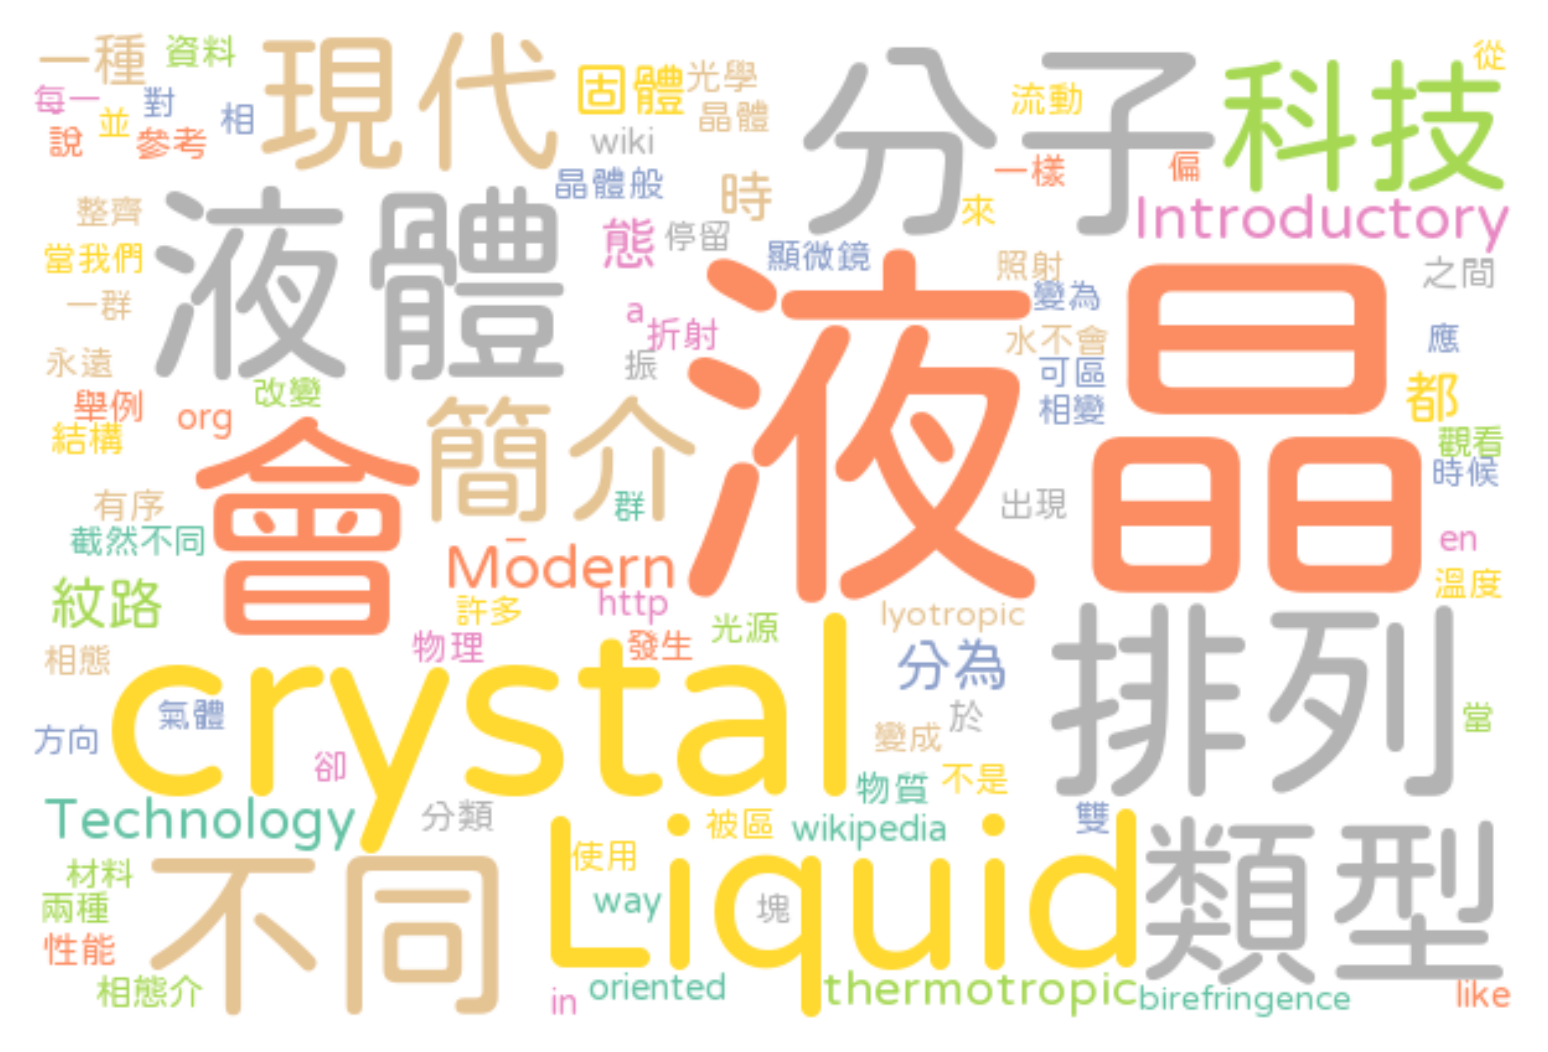 一種
資料
現代
固體
光學
分子
流動
科技
從
每一
並
對
相
說
參考
wiki
晶體
晶體般
時
一樣
偏
來
Introductory
整齊
液體
態
停留
顯微鏡
照射
之間
當我們
一群
a
折射
液晶
變為
水不會
應
永遠
改變
振
可區
相變
都
舉例
org
簡介
結構
會
觀看
時候
有序
群
出現
截然不同
Mōdern
en
紋路
許多
http
溫度
物理
發生
光源
lyotropic
分為
排列
相態
crystal
氣體
方向
卻
變成
於
當
物質
不是
Technology
分類
Liquid
被區
wikipedia
雙
類型
材料
不同
使用
兩種
way
塊
性能
相態介
in
oriented
thermotropic
birefringence
like